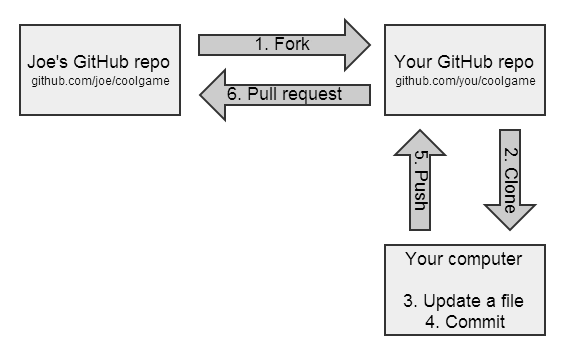 Joe's GitHub repo
github.com/joe/coolgame
1. Fork
6. Pull request
Your GitHub repo
github.com/you/coolgame
5. Push
2. Clone
Your computer
3. Update a file
4. Commit